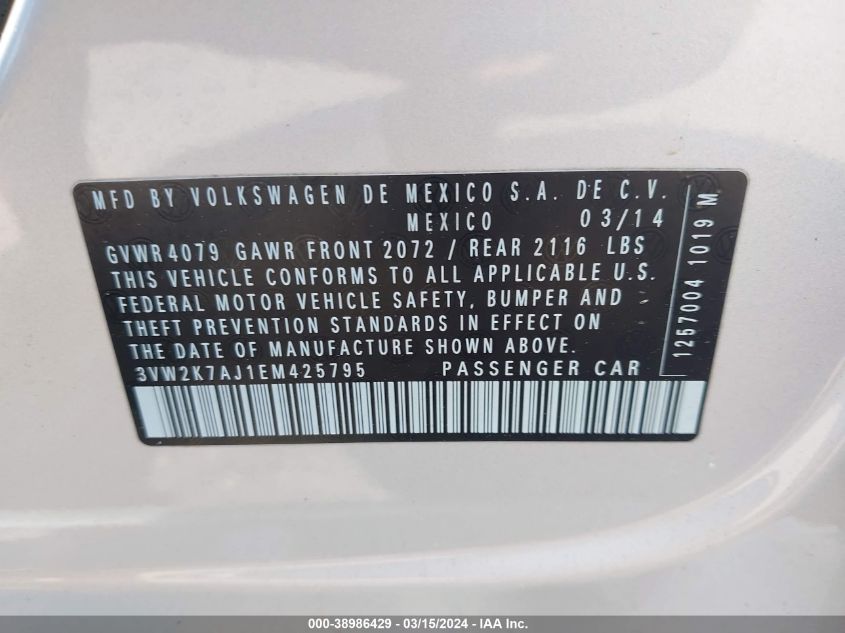 MFD BY VOLKSWAGEN DE MEXICO S.A. DE C.V.
MEXICO 03/14
GVWR 4079 GAWR FRONT 2072 / REAR 2116 LBS
THIS VEHICLE CONFORMS TO ALL APPLICABLE U.S.
FEDERAL MOTOR VEHICLE SAFETY, BUMPER AND
THEFT PREVENTION STANDARDS IN EFFECT ON
THE DATE OF MANUFACTURE SHOWN ABOVE.
3VW2K7AJ1EM425795 PASSENGER CAR
1257004 1019 M
000-38986429 - 03/15/2024 - IAA Inc.